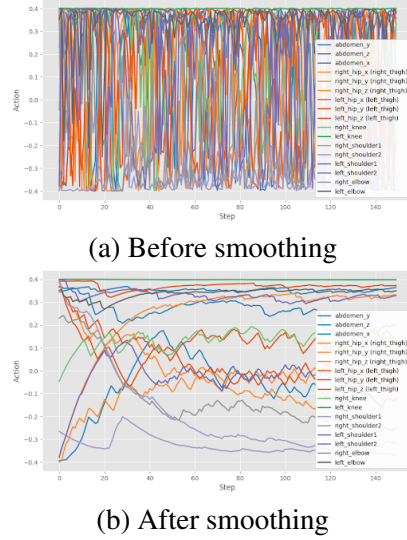 0.4
0.3
0.2
0.1
0.0
−0.1
−0.2
−0.3
−0.4
Action
0
20
40
60
80
100
120
140
Step
abdomen_y
abdomen_z
abdomen_x
right_hip_x (right_thigh)
right_hip_y (right_thigh)
right_hip_z (right_thigh)
left_hip_x (left_thigh)
left_hip_y (left_thigh)
left_hip_z (left_thigh)
right_knee
left_knee
right_shoulder1
right_shoulder2
left_shoulder1
left_shoulder2
right_elbow
left_elbow
(a) Before smoothing
0.4
0.3
0.2
0.1
0.0
−0.1
−0.2
−0.3
−0.4
Action
0
20
40
60
80
100
120
140
Step
abdomen_y
abdomen_z
abdomen_x
right_hip_x (right_thigh)
right_hip_y (right_thigh)
right_hip_z (right_thigh)
left_hip_x (left_thigh)
left_hip_y (left_thigh)
left_hip_z (left_thigh)
right_knee
left_knee
right_shoulder1
right_shoulder2
left_shoulder1
left_shoulder2
right_elbow
left_elbow
(b) After smoothing